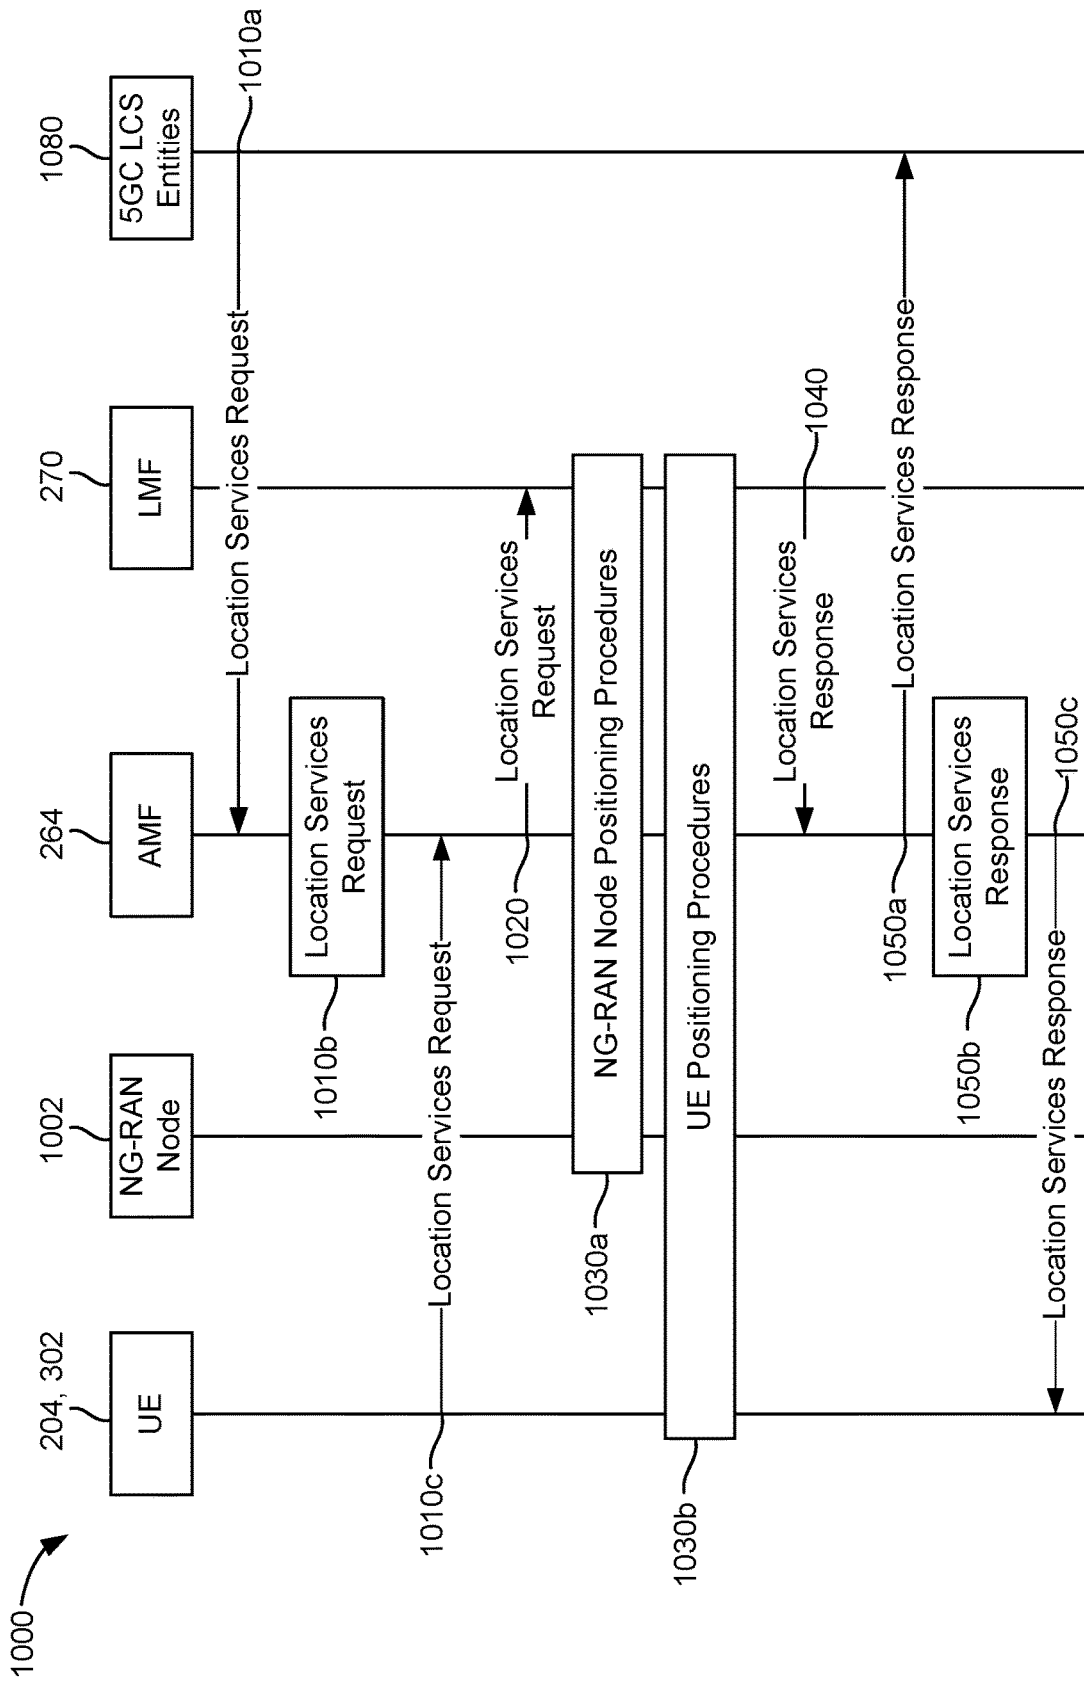 1000
204, 302
1002
264
270
1080
UE
NG-RAN
Node
AMF
LMF
5GC LCS
Entities
Location Services Request
1010a
Location Services
Request
1010b
Location Services Request
1010c
Location Services
Request
1020
NG-RAN Node Positioning Procedures
1030a
UE Positioning Procedures
1030b
Location Services
Response
1040
Location Services Response
1050a
Location Services
Response
1050b
Location Services Response
1050c